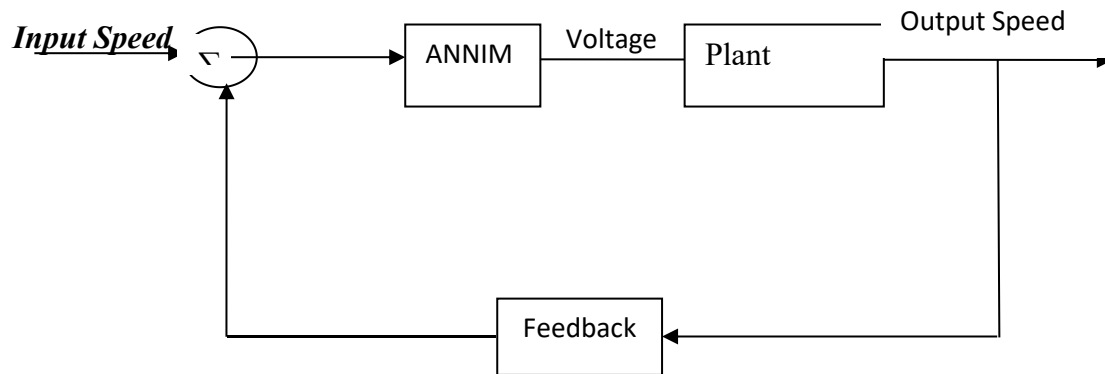 Input Speed
Σ
ANNIM
Voltage
Plant
Output Speed
Feedback